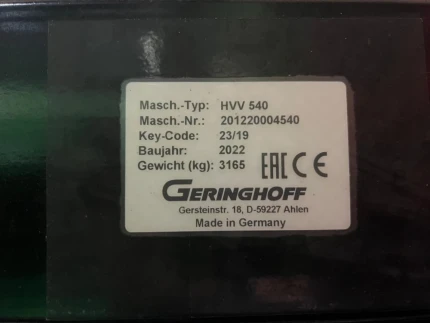 Masch.-Typ: HVV 540
Masch.-Nr.: 201220004540
Key-Code: 23/19
Baujahr: 2022
Gewicht (kg): 3165 EAC CE
GERINGHOFF
Gersteinstr. 18, D-59227 Ahlen
Made in Germany